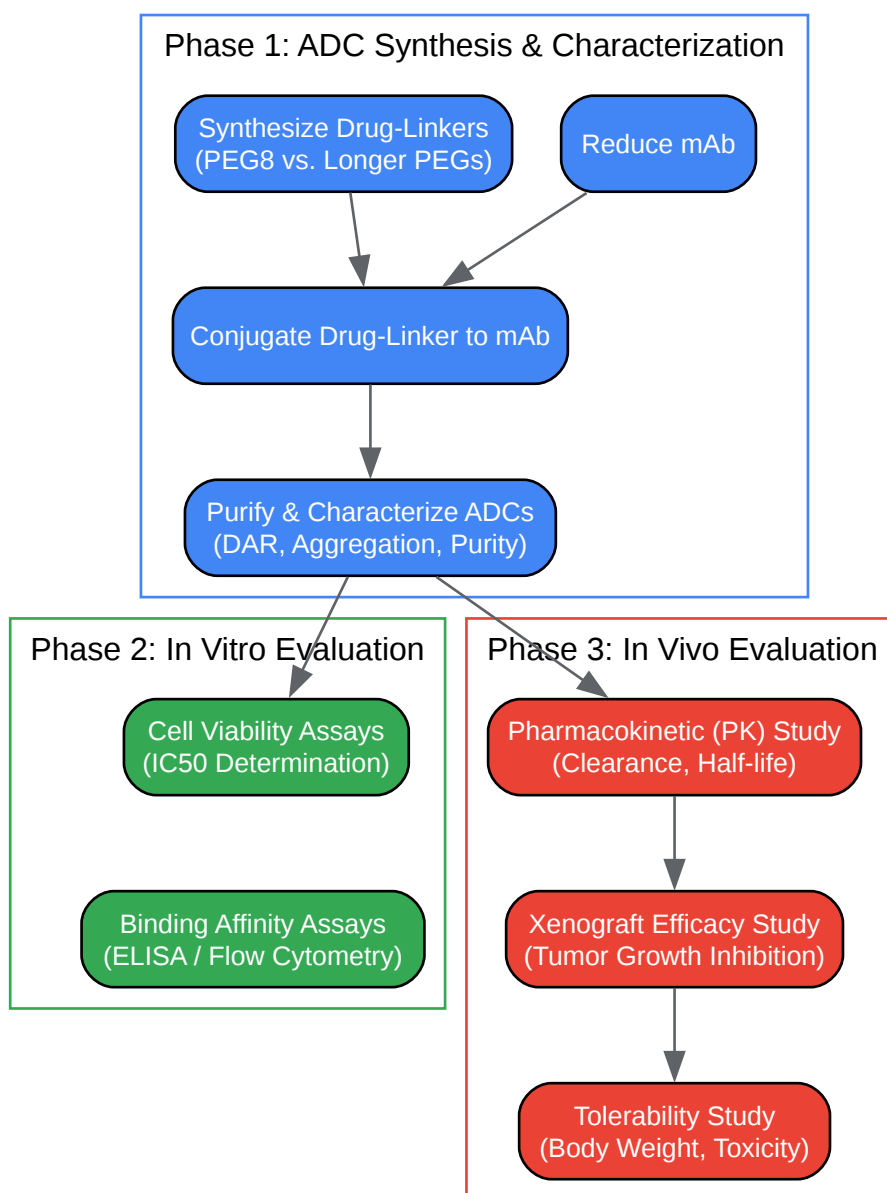 Phase 1: ADC Synthesis & Characterization
Synthesize Drug-Linkers
(PEG8 vs. Longer PEGs)
Reduce mAb
Conjugate Drug-Linker to mAb
Purify & Characterize ADCs
(DAR, Aggregation, Purity)
Phase 2: In Vitro Evaluation
Cell Viability Assays
(IC50 Determination)
Binding Affinity Assays
(ELISA / Flow Cytometry)
Phase 3: In Vivo Evaluation
Pharmacokinetic (PK) Study
(Clearance, Half-life)
Xenograft Efficacy Study
(Tumor Growth Inhibition)
Tolerability Study
(Body Weight, Toxicity)